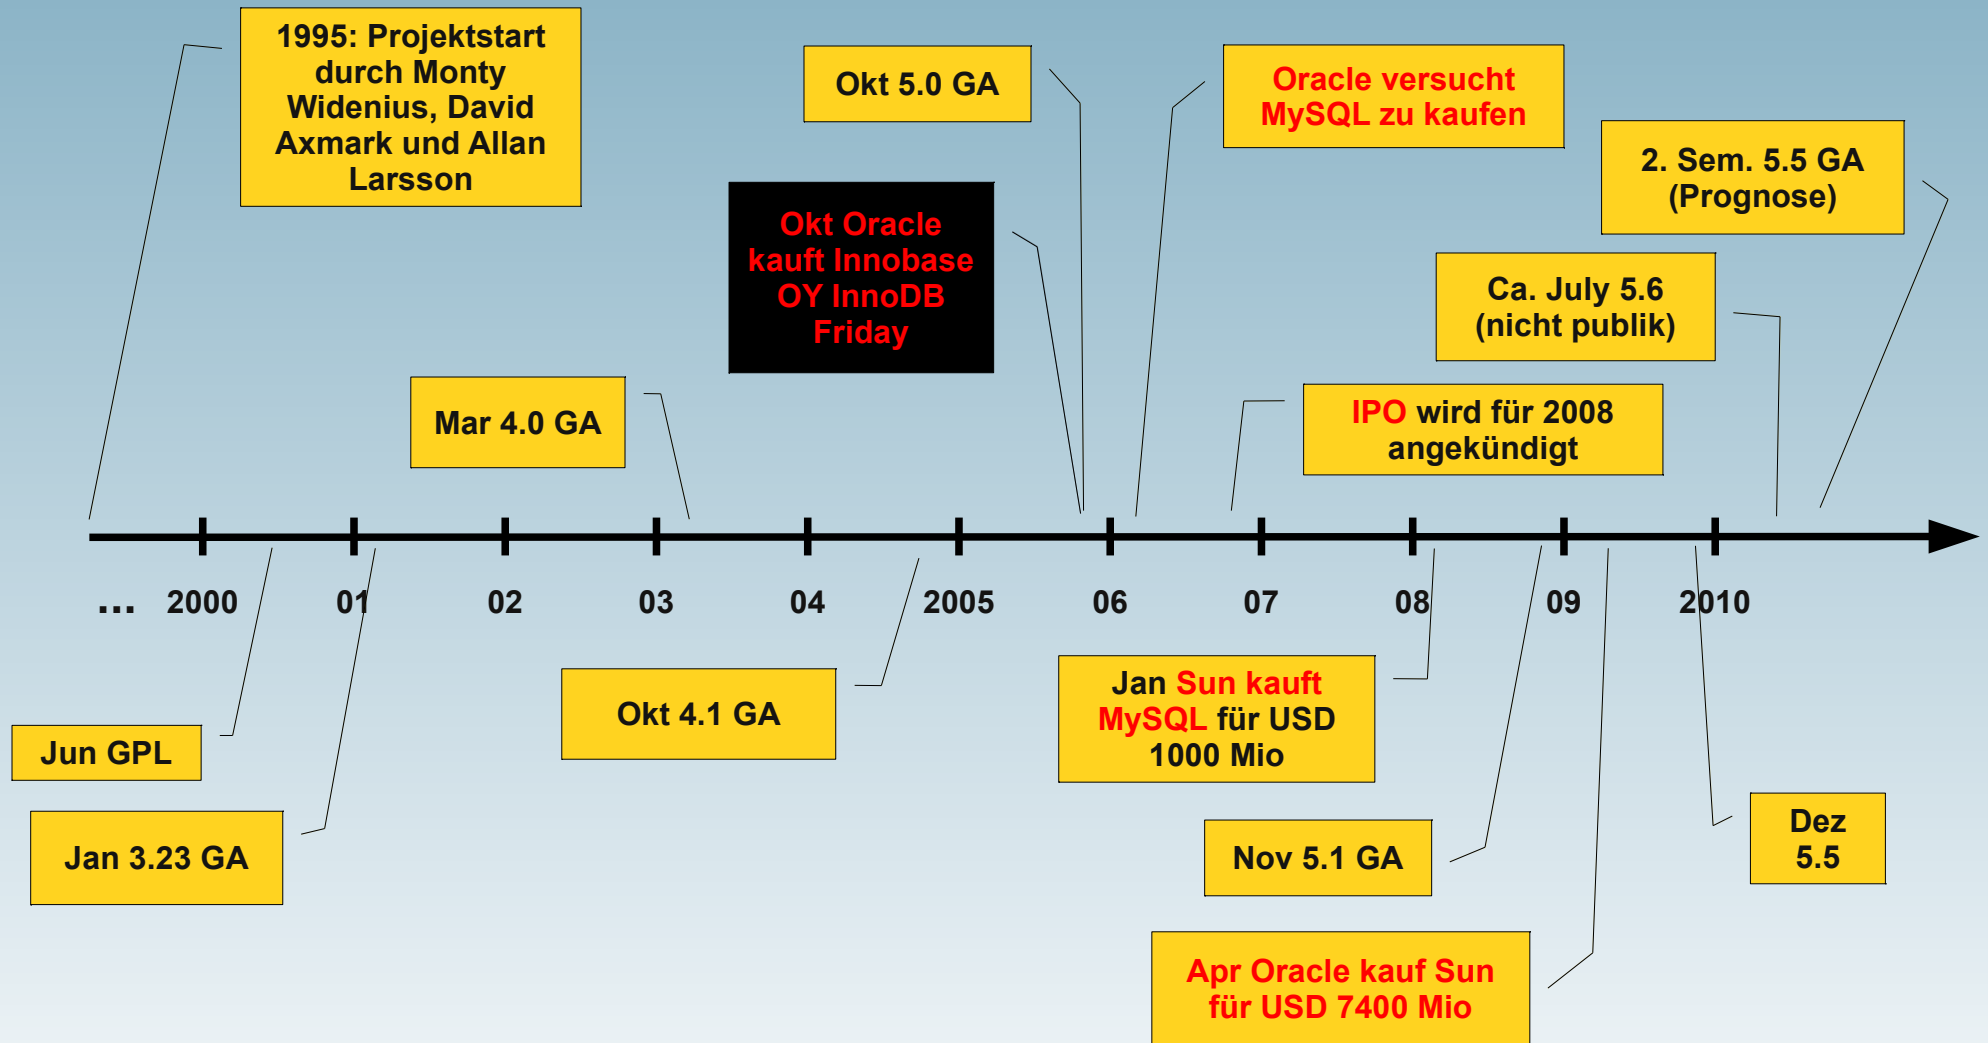 1995: Projektstart
durch Monty
Widenius, David
Axmark und Allan
Larsson
Okt 5.0 GA
Oracle versucht
MySQL zu kaufen
2. Sem. 5.5 GA
(Prognose)
Okt Oracle
kauft Innobase
OY InnoDB
Friday
Ca. July 5.6
(nicht publik)
Mar 4.0 GA
IPO wird für 2008
angekündigt
... 2000 01 02 03 04 2005 06 07 08 09 2010
Jun GPL
Okt 4.1 GA
Jan Sun kauft
MySQL für USD
1000 Mio
Jan 3.23 GA
Nov 5.1 GA
Dez
5.5
Apr Oracle kauf Sun
für USD 7400 Mio